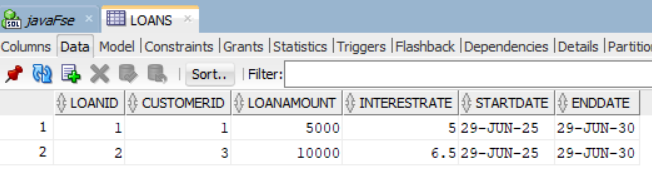 SQL javaFse × LOANS ×
Columns Data Model Constraints Grants Statistics Triggers Flashback Dependencies Details Partitio
Sort.. Filter:
LOANID CUSTOMERID LOANAMOUNT INTERESTRATE STARTDATE ENDDATE
1 1 1 5000 5 29-JUN-25 29-JUN-30
2 2 3 10000 6.5 29-JUN-25 29-JUN-30